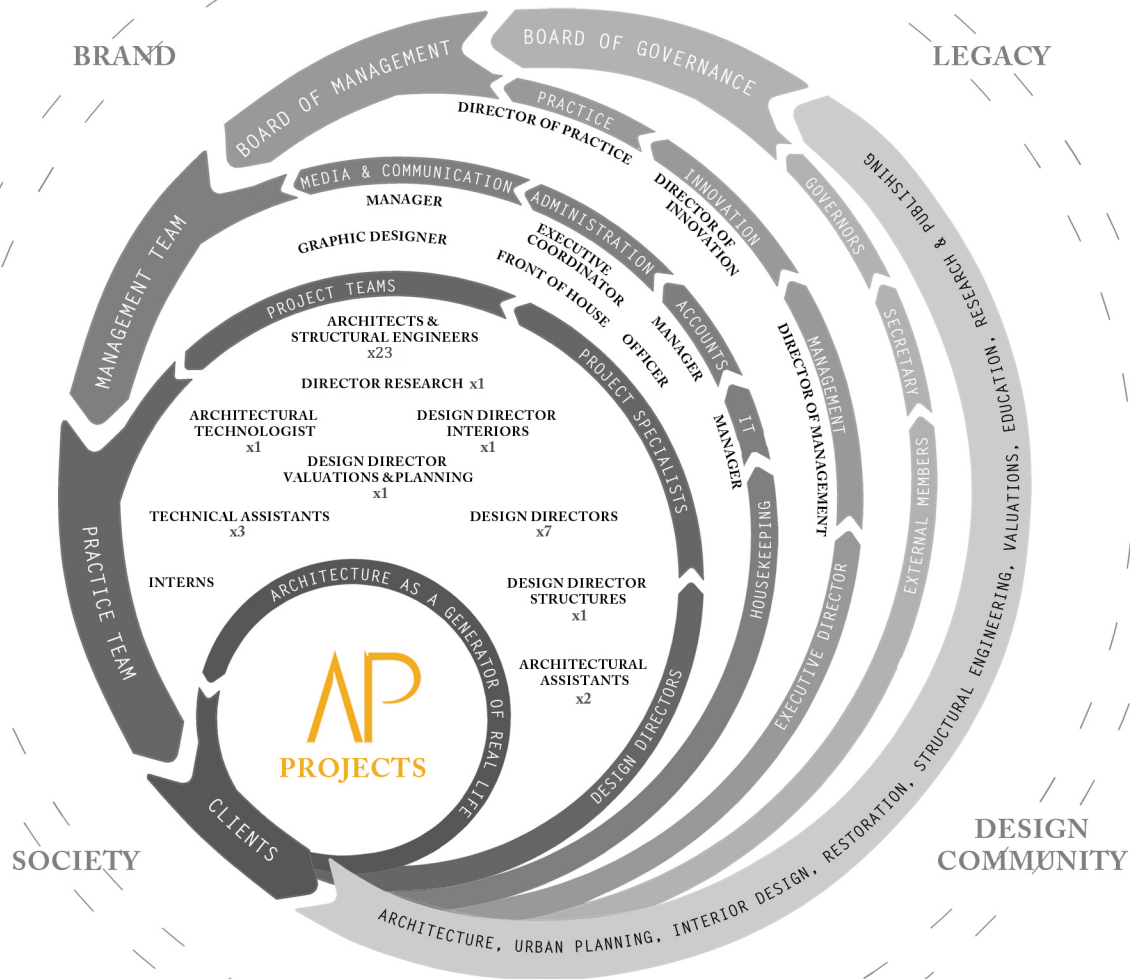 BRAND
LEGACY
BOARD OF GOVERNANCE
BOARD OF MANAGEMENT
MANAGEMENT TEAM
PRACTICE TEAM
CLIENTS
PRACTICE
DIRECTOR OF PRACTICE
INNOVATION
DIRECTOR OF
INNOVATION
MANAGEMENT
DIRECTOR OF MANAGEMENT
EXECUTIVE DIRECTOR
GOVERNORS
SECRETARY
EXTERNAL MEMBERS
MEDIA & COMMUNICATION
MANAGER
GRAPHIC DESIGNER
ADMINISTRATION
EXECUTIVE
COORDINATOR
FRONT OF HOUSE
OFFICER
ACCOUNTS
MANAGER
IT
MANAGER
HOUSEKEEPING
PROJECT TEAMS
PROJECT SPECIALISTS
DESIGN DIRECTORS
ARCHITECTS &
STRUCTURAL ENGINEERS
x23
DIRECTOR RESEARCH x1
ARCHITECTURAL
TECHNOLOGIST
x1
DESIGN DIRECTOR
INTERIORS
x1
DESIGN DIRECTOR
VALUATIONS &PLANNING
x1
TECHNICAL ASSISTANTS
x3
DESIGN DIRECTORS
x7
INTERNS
DESIGN DIRECTOR
STRUCTURES
x1
ARCHITECTURAL
ASSISTANTS
x2
ARCHITECTURE AS A GENERATOR OF REAL LIFE
AP
PROJECTS
ARCHITECTURE, URBAN PLANNING, INTERIOR DESIGN, RESTORATION, STRUCTURAL ENGINEERING, VALUATIONS, EDUCATION, RESEARCH & PUBLISHING
SOCIETY
DESIGN
COMMUNITY